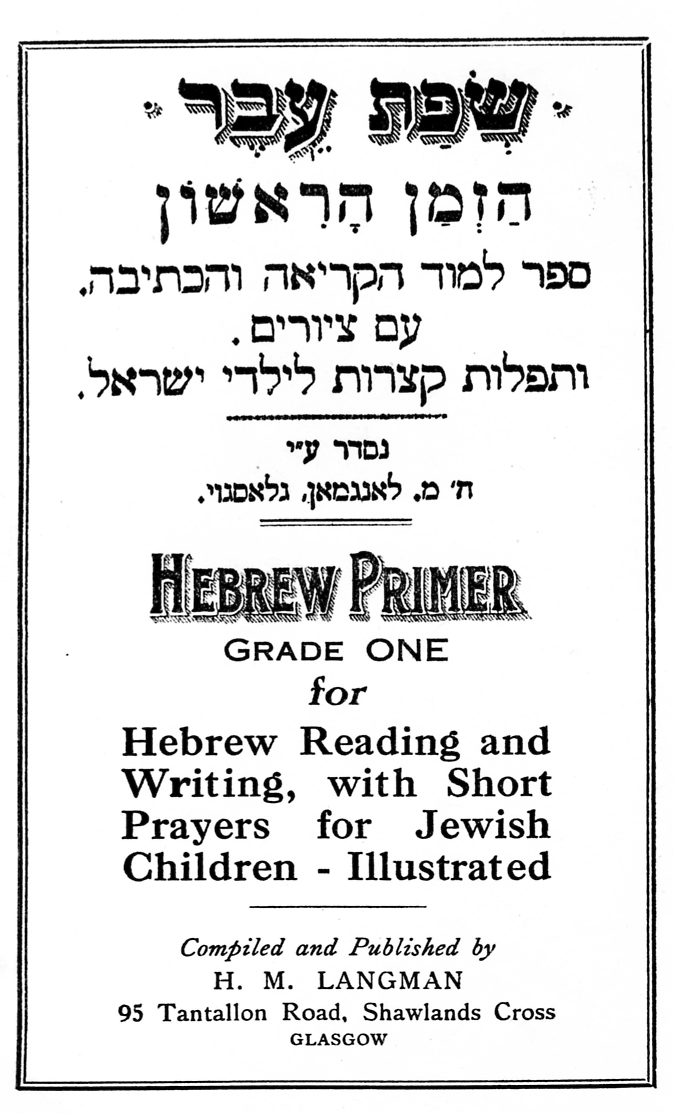 שְׂפַת עֵבֶר
הַזְמַן הָרִאשׁוֹן
ספר למוד הקריאה והכתיבה.
עם ציורים.
ותפלות קצרות לילדי ישראל.
נסדר ע״י
ח׳ מ. לאנגמאן, גלאסגוי.
HEBREW PRIMER
GRADE ONE
for
Hebrew Reading and
Writing, with Short
Prayers for Jewish
Children - Illustrated
Compiled and Published by
H. M. LANGMAN
95 Tantallon Road, Shawlands Cross
GLASGOW